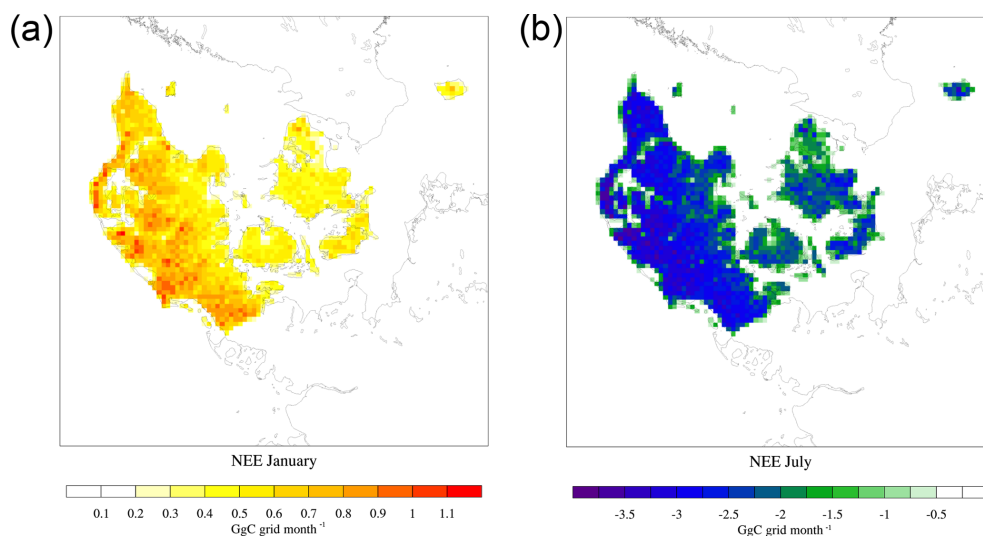 (a)
NEE January
0.1 0.2 0.3 0.4 0.5 0.6 0.7 0.8 0.9 1 1.1
GgC grid month -1
(b)
NEE July
-3.5 -3 -2.5 -2 -1.5 -1 -0.5
GgC grid month -1